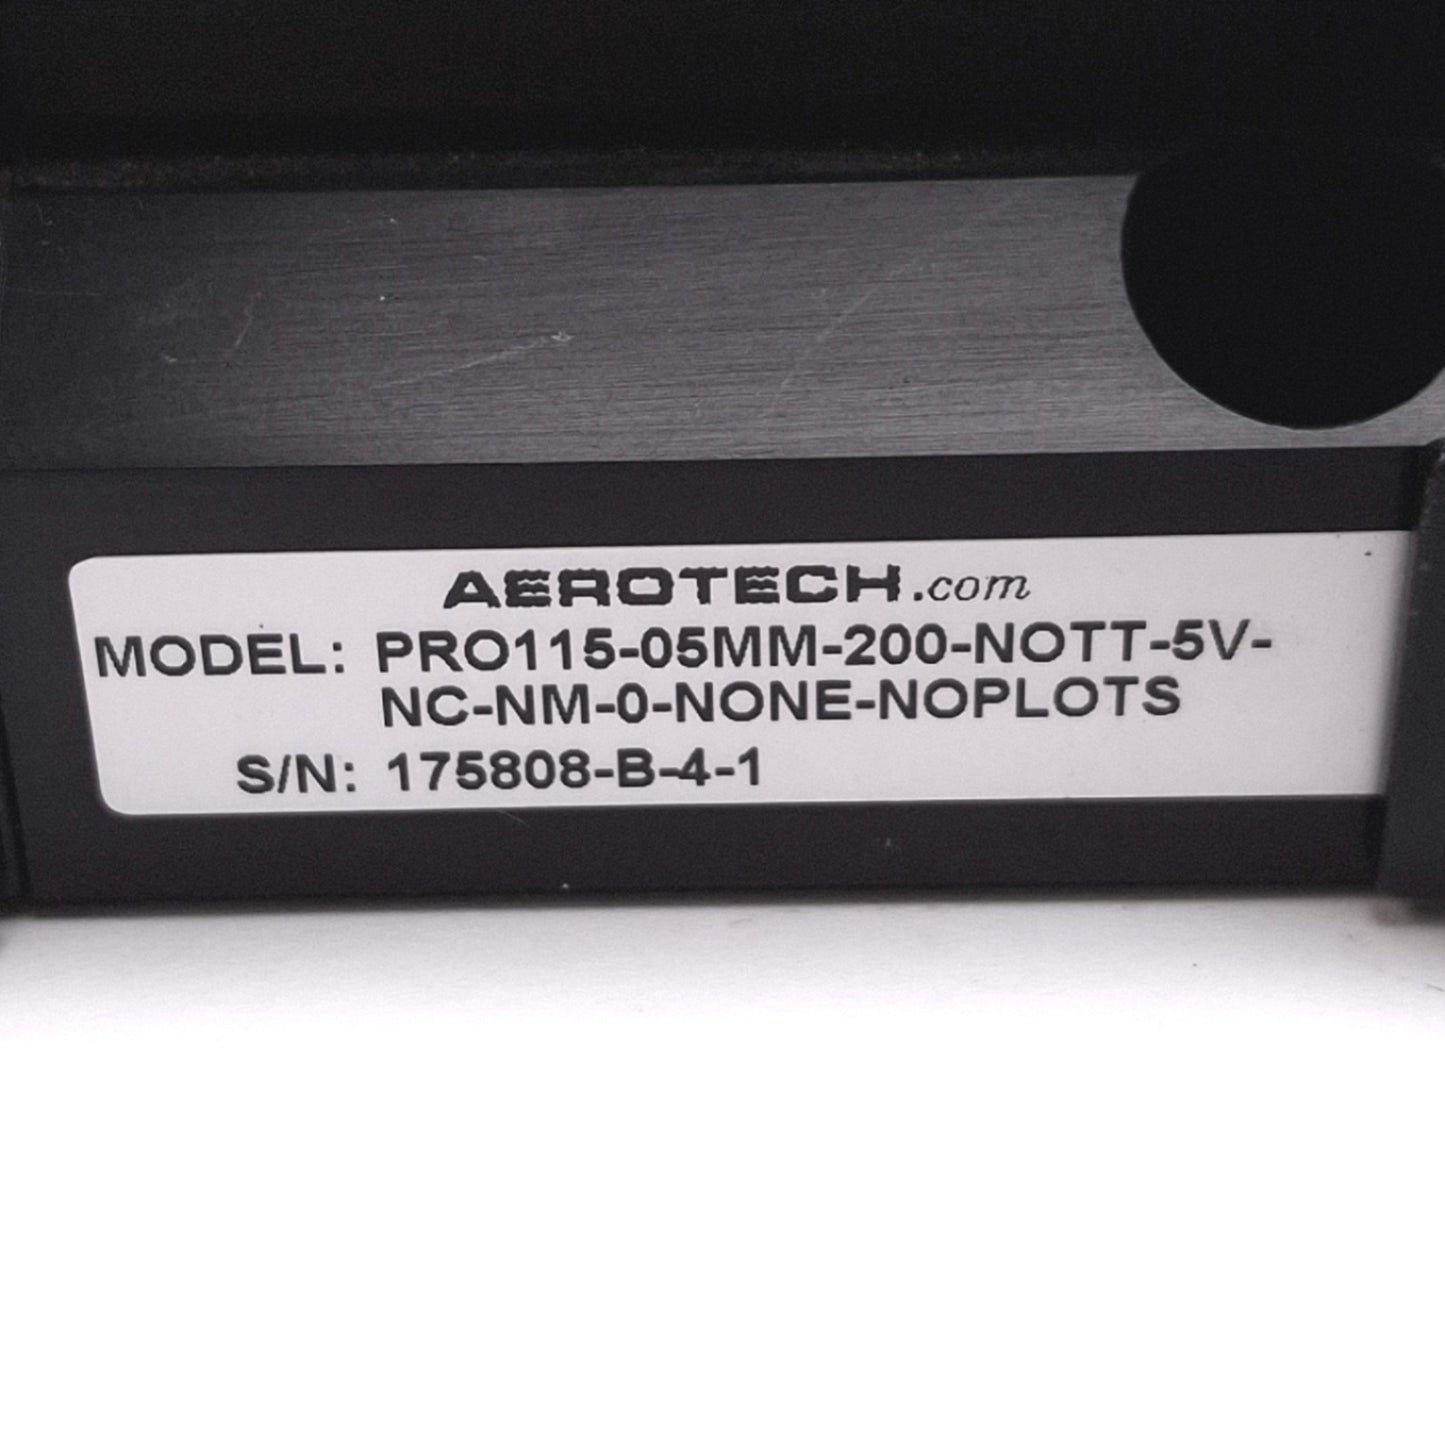 AEROTECH.com
MODEL: PRO115-05MM-200-NOTT-5V-
NC-NM-0-NONE-NOPLOTS
S/N: 175808-B-4-1